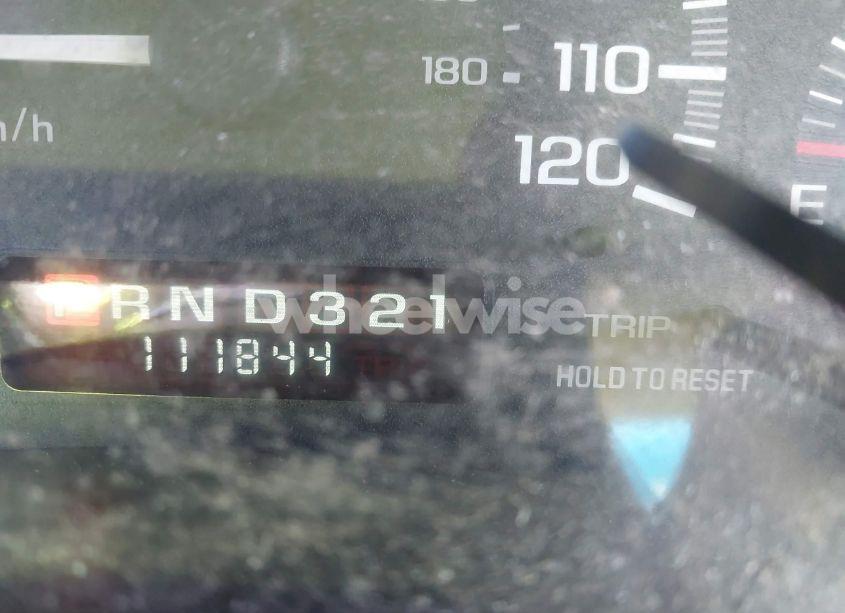 180 110
120
h/h
E
P R N D 3 2 1
wheelwise
TRIP
111844
HOLD TO RESET